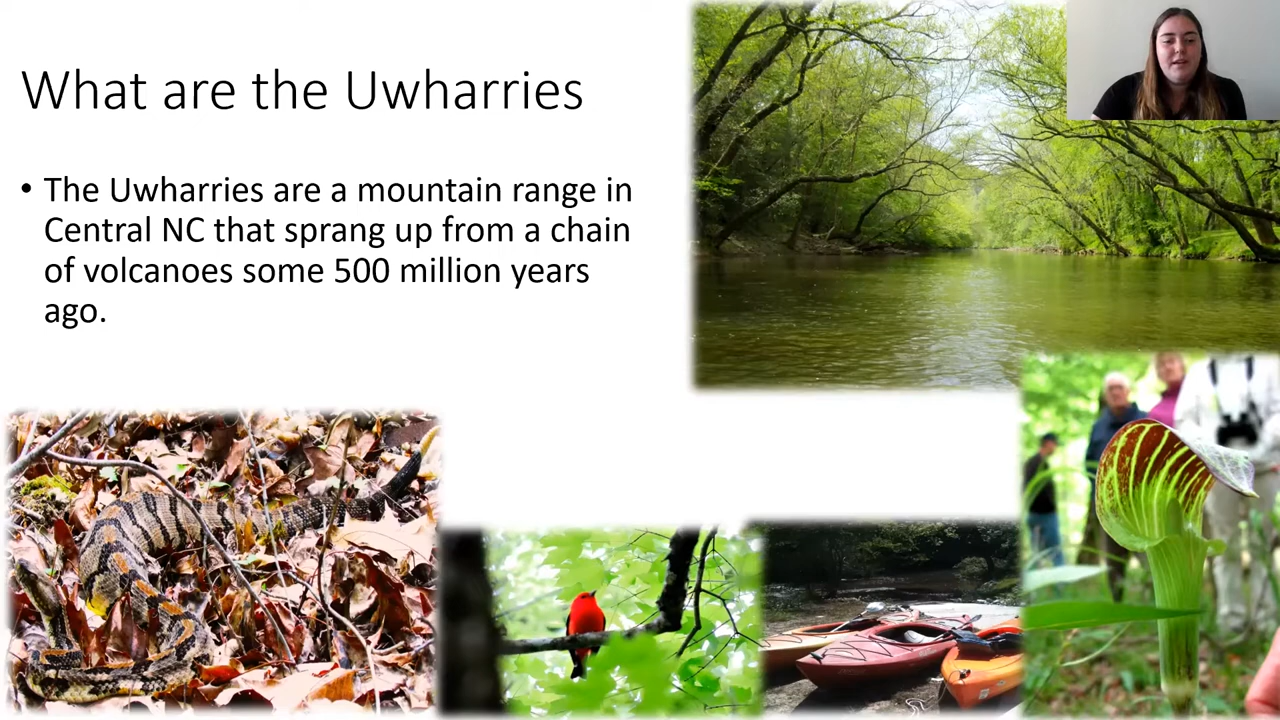 What are the Uwharries
• The Uwharries are a mountain range in
Central NC that sprang up from a chain
of volcanoes some 500 million years
ago.